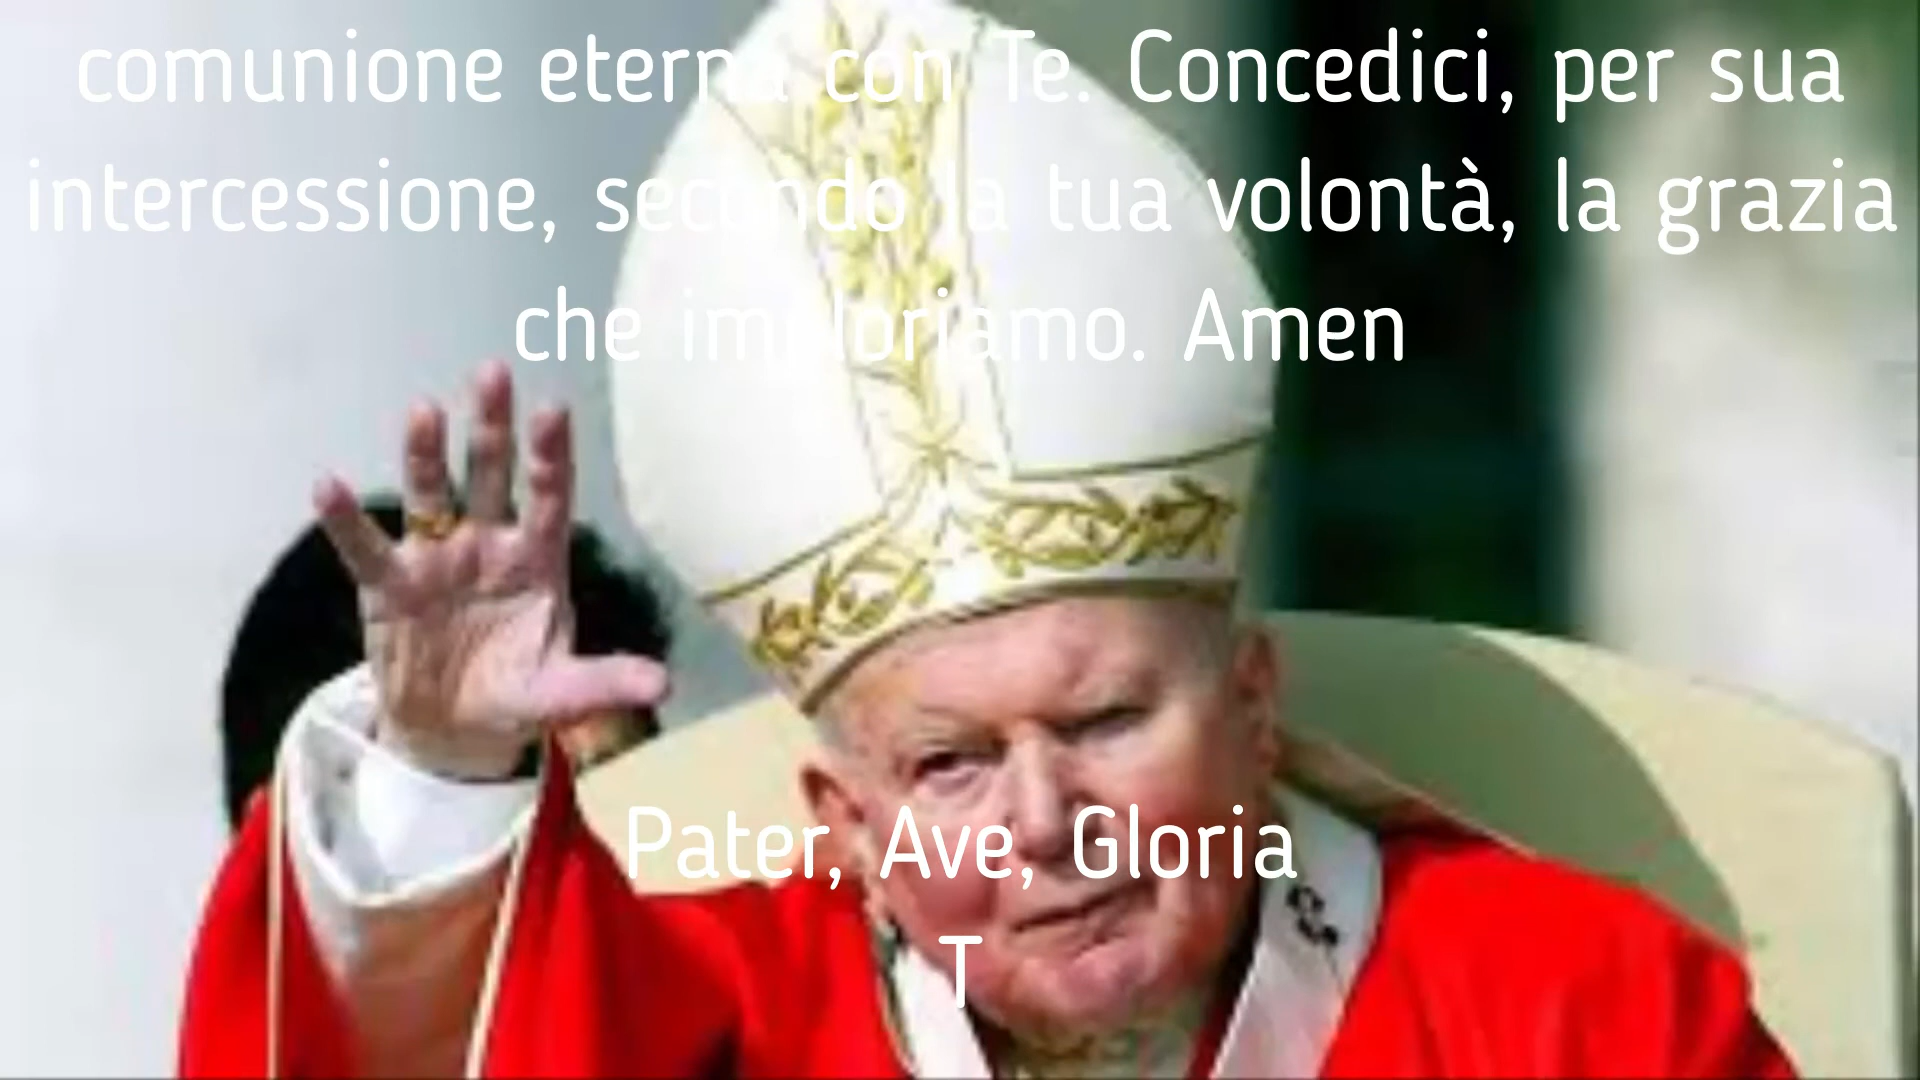 comunione eterna con Te. Concedici, per sua
intercessione, secondo la tua volontà, la grazia
che imploriamo. Amen
Pater, Ave, Gloria
T